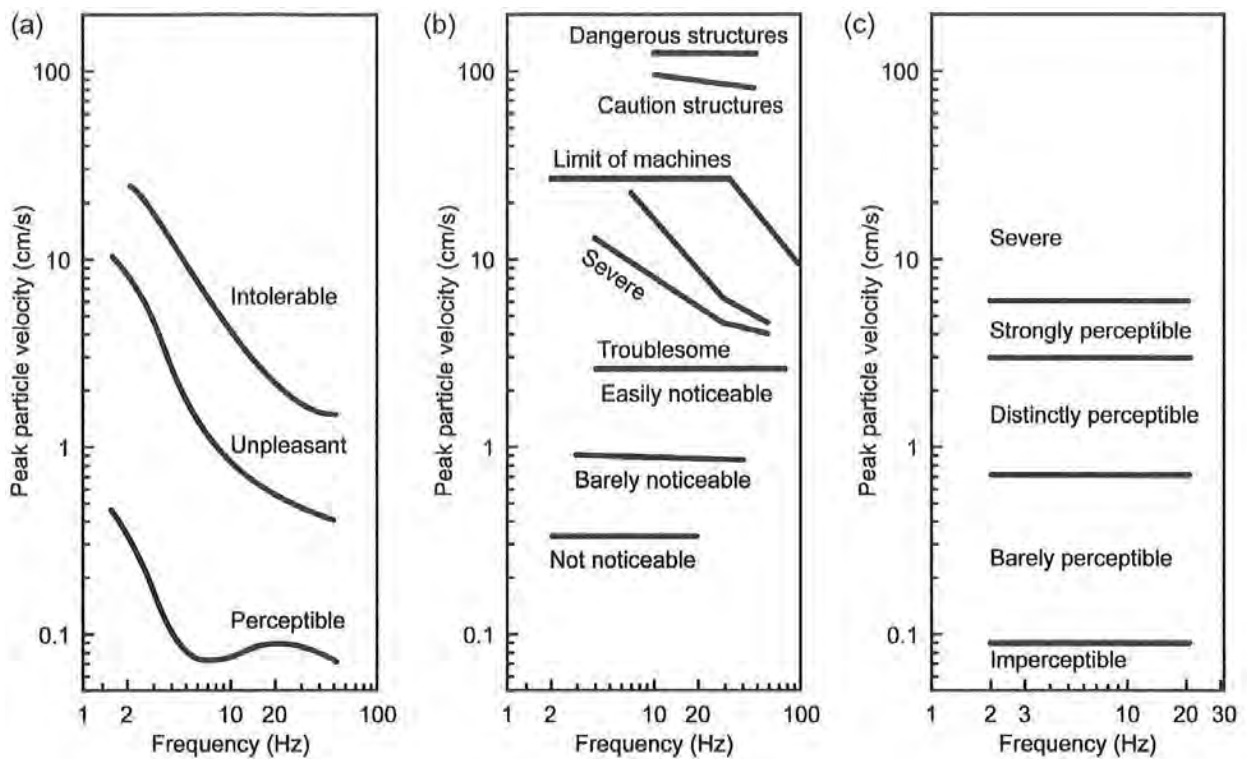 (a)
100
10
1
0.1
Peak particle velocity (cm/s)
Intolerable
Unpleasant
Perceptible
1 2 10 20 100
Frequency (Hz)
(b)
100
10
1
0.1
Peak particle velocity (cm/s)
Dangerous structures
Caution structures
Limit of machines
Severe
Troublesome
Easily noticeable
Barely noticeable
Not noticeable
1 2 10 20 100
Frequency (Hz)
(c)
100
10
1
0.1
Peak particle velocity (cm/s)
Severe
Strongly perceptible
Distinctly perceptible
Barely perceptible
Imperceptible
1 2 3 10 20 30
Frequency (Hz)